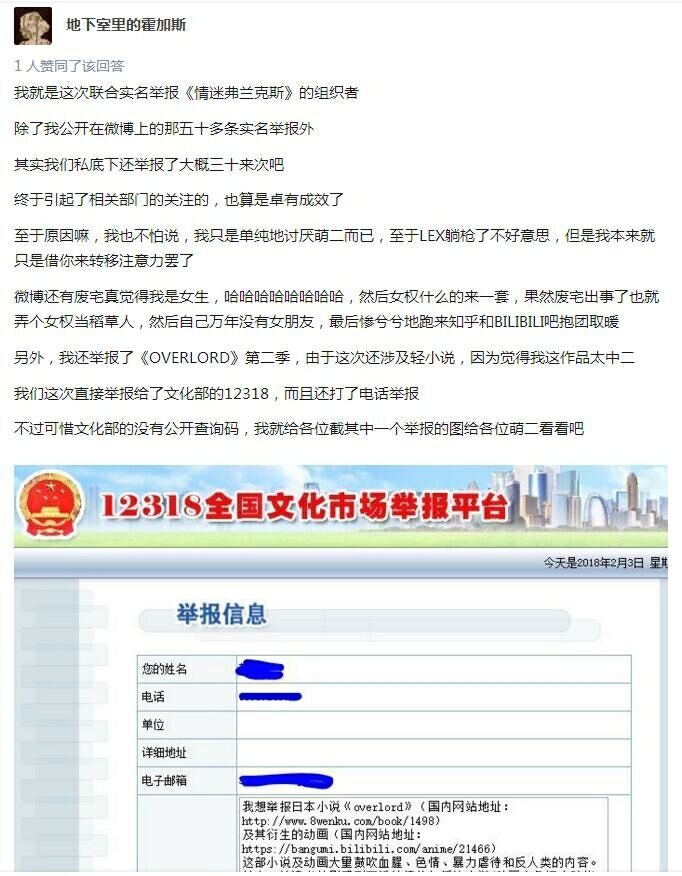 地下室里的霍加斯
1 人赞同了该回答
我就是这次联合实名举报《情迷弗兰克斯》的组织者
除了我公开在微博上的那五十多条实名举报外
其实我们私底下还举报了大概三十来次吧
终于引起了相关部门的关注的，也算是卓有成效了
至于原因嘛，我也不怕说，我只是单纯地讨厌萌二而已，至于LEX躺枪了不好意思，但是我本来就
只是借你来转移注意力罢了
微博还有废宅真觉得我是女生，哈哈哈哈哈哈哈哈，然后女权什么的来一套，果然废宅出事了也就
弄个女权当稻草人，然后自己万年没有女朋友，最后惨兮兮地跑来知乎和BILIBILI吧抱团取暖
另外，我还举报了《OVERLORD》第二季，由于这次还涉及轻小说，因为觉得我这作品太中二
我们这次直接举报给了文化部的12318，而且还打了电话举报
不过可惜文化部的没有公开查询码，我就给各位截其中一个举报的图给各位萌二看看吧
12318全国文化市场举报平台
今天是2018年2月3日 星期
举报信息
您的姓名
电话
单位
详细地址
电子邮箱
我想举报日本小说《overlord》（国内网站地址：
http://www.8wenku.com/book/1498）
及其衍生的动画（国内网站地址：
https://bangumi.bilibili.com/anime/21466）
这部小说及动画大量鼓吹血腥、色情、暴力虐待和反人类的内容。